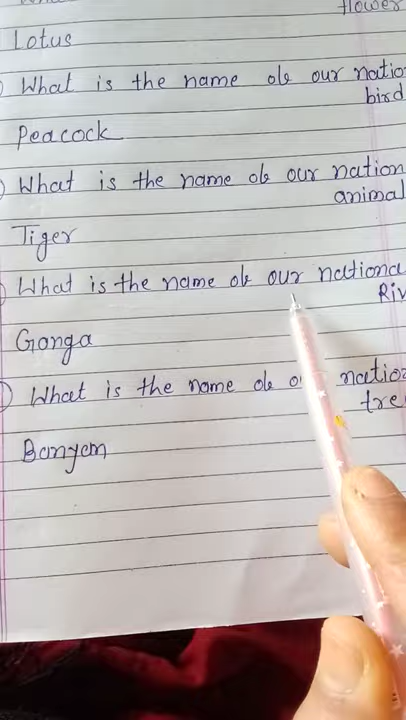 flower
Lotus
What is the name of our natio
bird
Peacock
What is the name of our nation
animal
Tiger
What is the name of our nationa
Riv
Ganga
What is the name of o natio
tre
Banyan